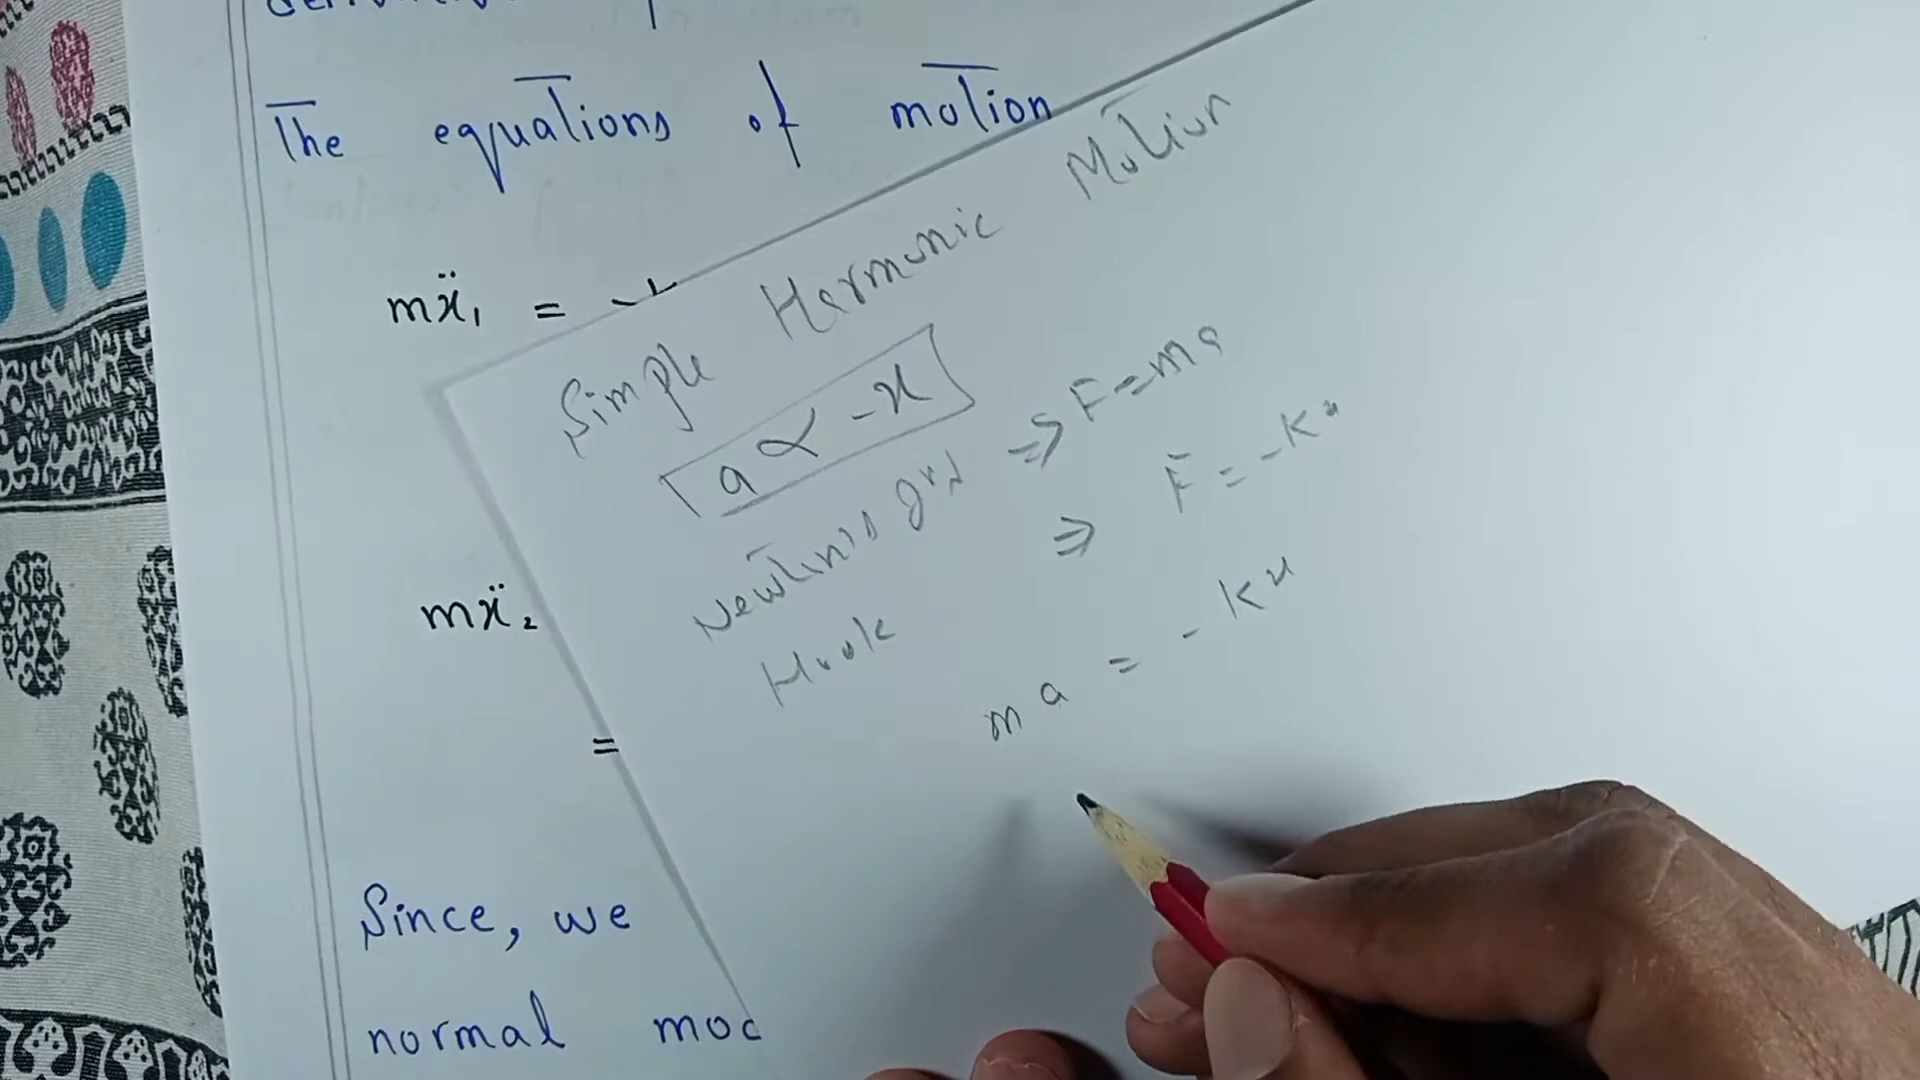 The equations of motion
mẍ₁ =
mẍ₂
=
Since, we
normal
Simple Harmonic Motion
a ∝ -x
Newton's 2nd ⇒ F = ma
Hook ⇒ F = -kx
ma = -kx